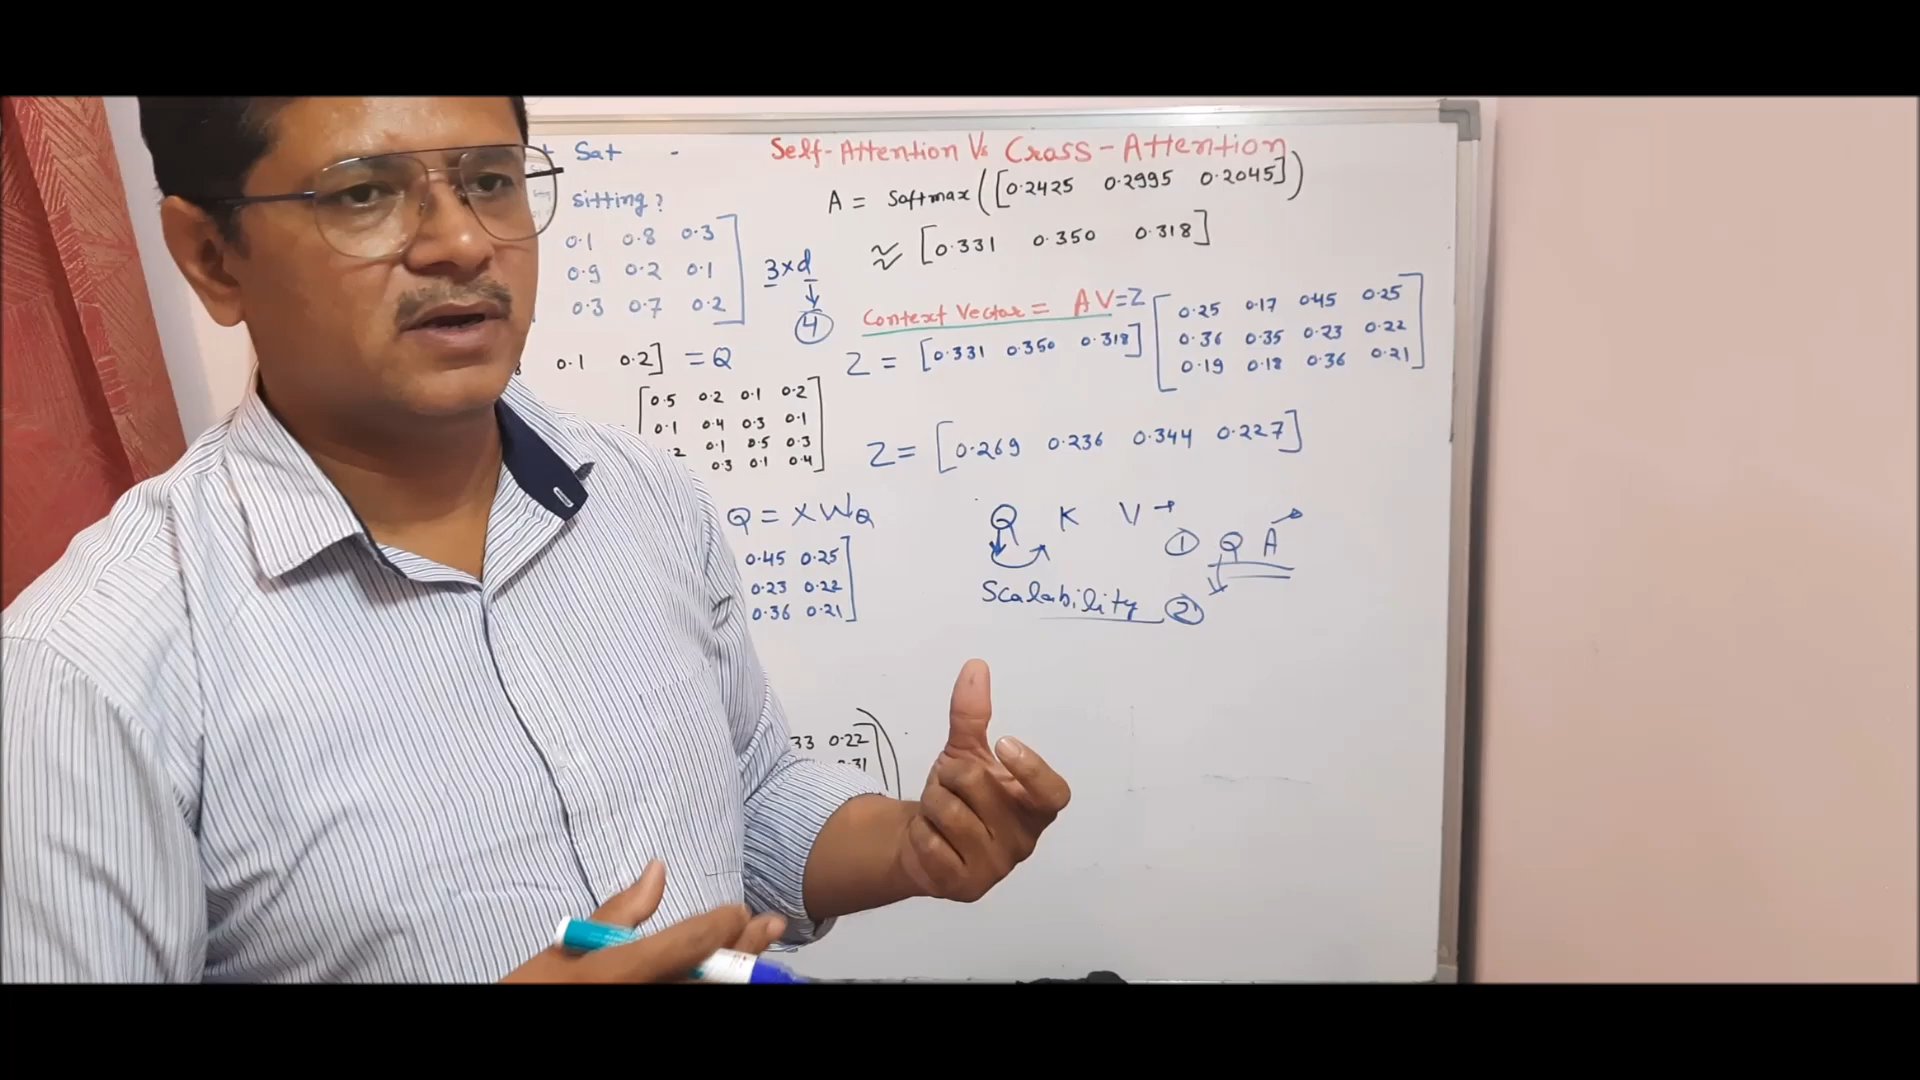 Sat -
Self-Attention Vs Cross-Attention
sitting?
A = Softmax([0.2425 0.2995 0.2045])
≈ [0.331 0.350 0.318]
0.1 0.8 0.3
0.9 0.2 0.1
0.3 0.7 0.2]
3×d
↓
4
Context Vector = AV=Z
Z = [0.331 0.350 0.318]
[0.25 0.17 0.45 0.25
0.36 0.35 0.23 0.22
0.19 0.18 0.36 0.21]
0.1 0.2] = Q
[0.5 0.2 0.1 0.2
0.1 0.4 0.3 0.1
0.1 0.5 0.3
0.3 0.1 0.4]
Z = [0.269 0.236 0.344 0.227]
Q = XWQ
0.45 0.25
0.23 0.22
0.36 0.21]
Q K V →
① Q A
Scalability ②
33 0.22
0.31